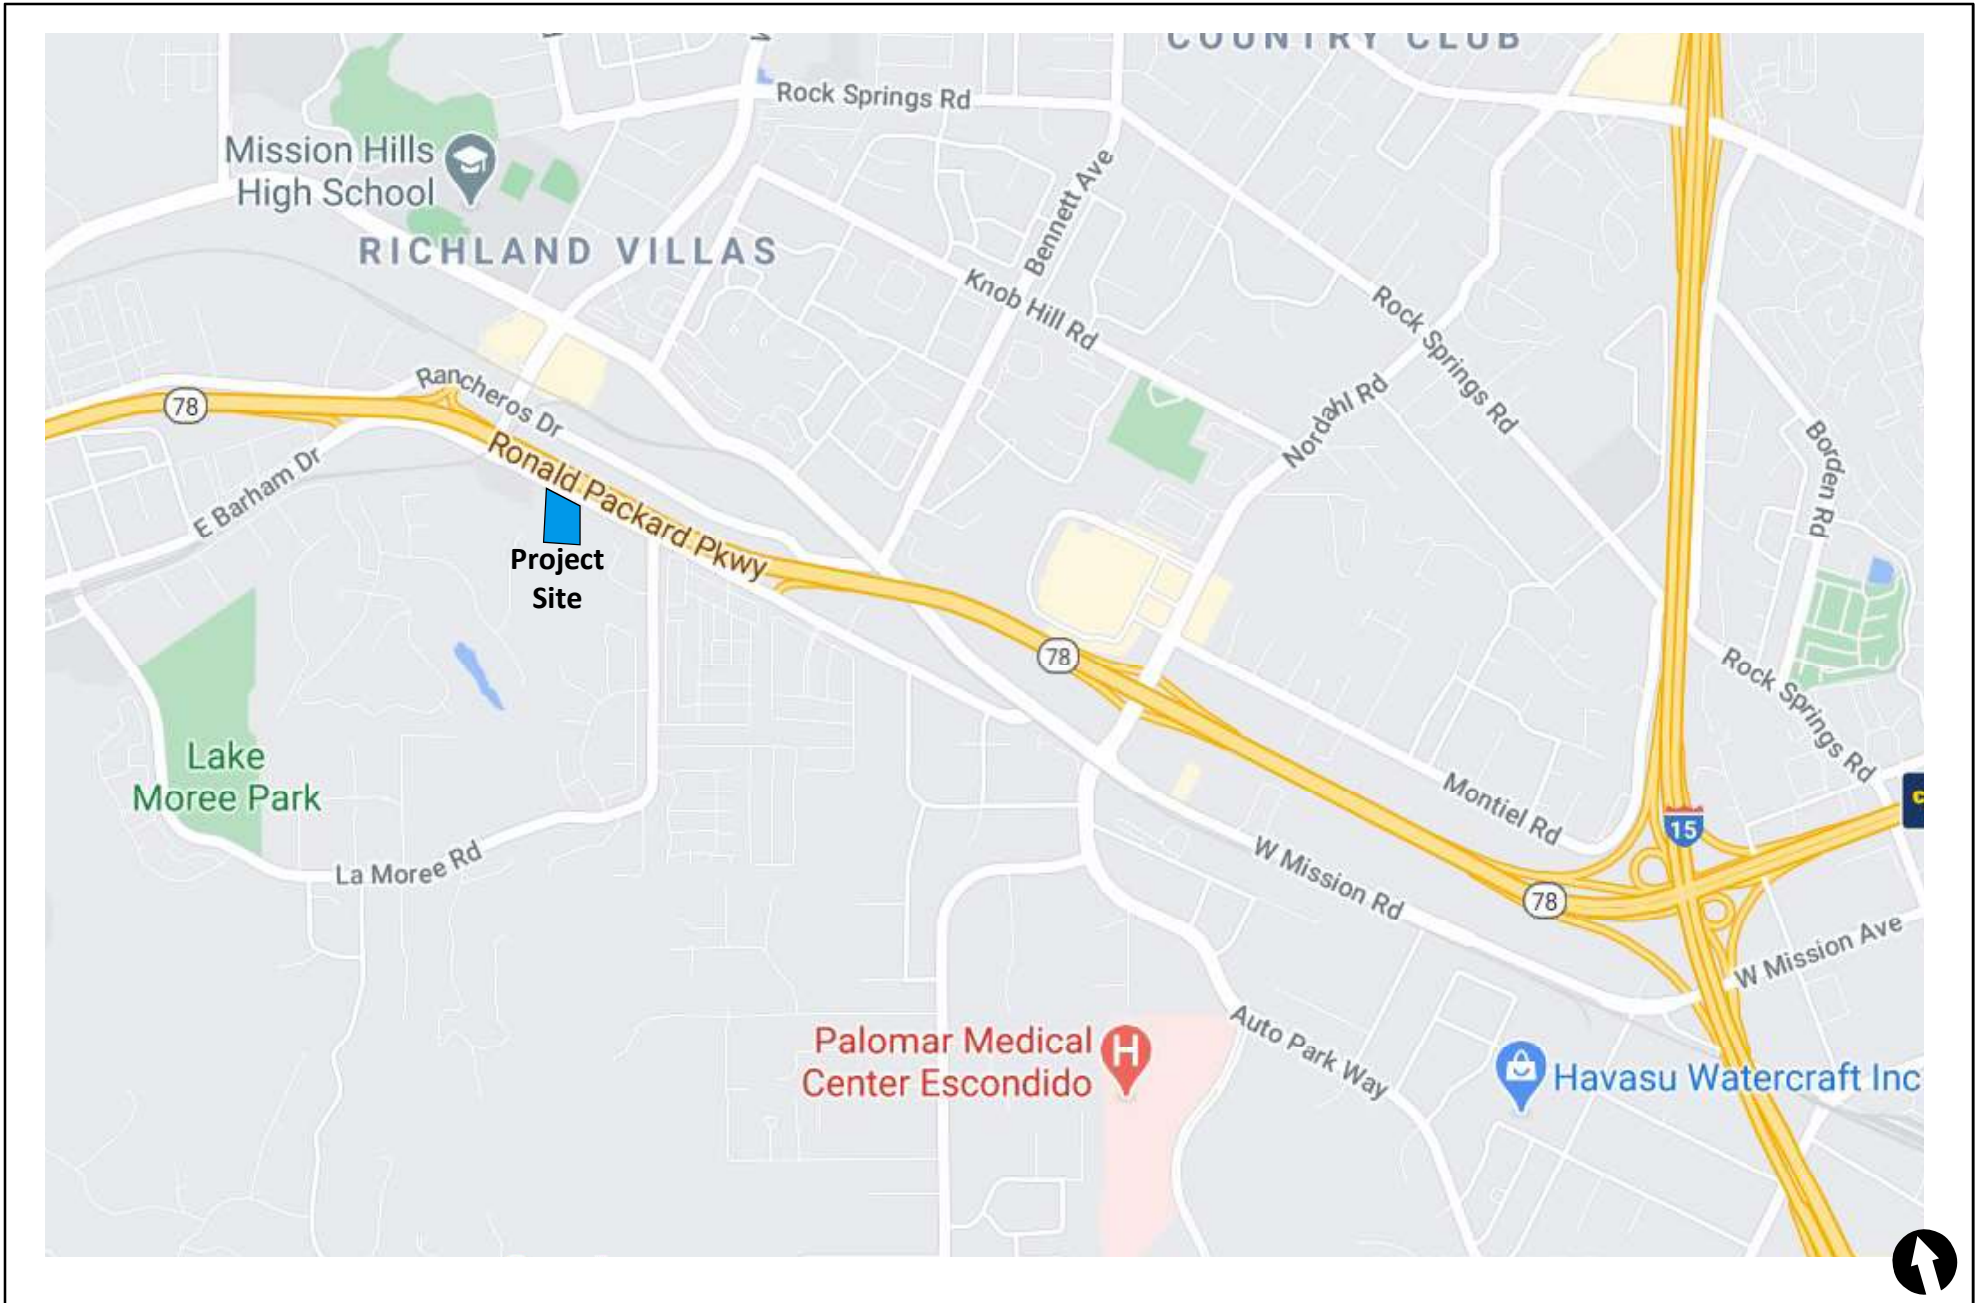 COUNTRY CLUB
Rock Springs Rd
Mission Hills
High School
Bennett Ave
RICHLAND VILLAS
Knob Hill Rd
Rock Springs Rd
Rancheros Dr
78
Nordahl Rd
Ronald Packard Pkwy
E Barham Dr
Borden Rd
Project
Site
78
Rock Springs Rd
Lake
Moree Park
Montiel Rd
15
La Moree Rd
W Mission Rd
78
W Mission Ave
Auto Park Way
Palomar Medical
Center Escondido
H
Havasu Watercraft Inc